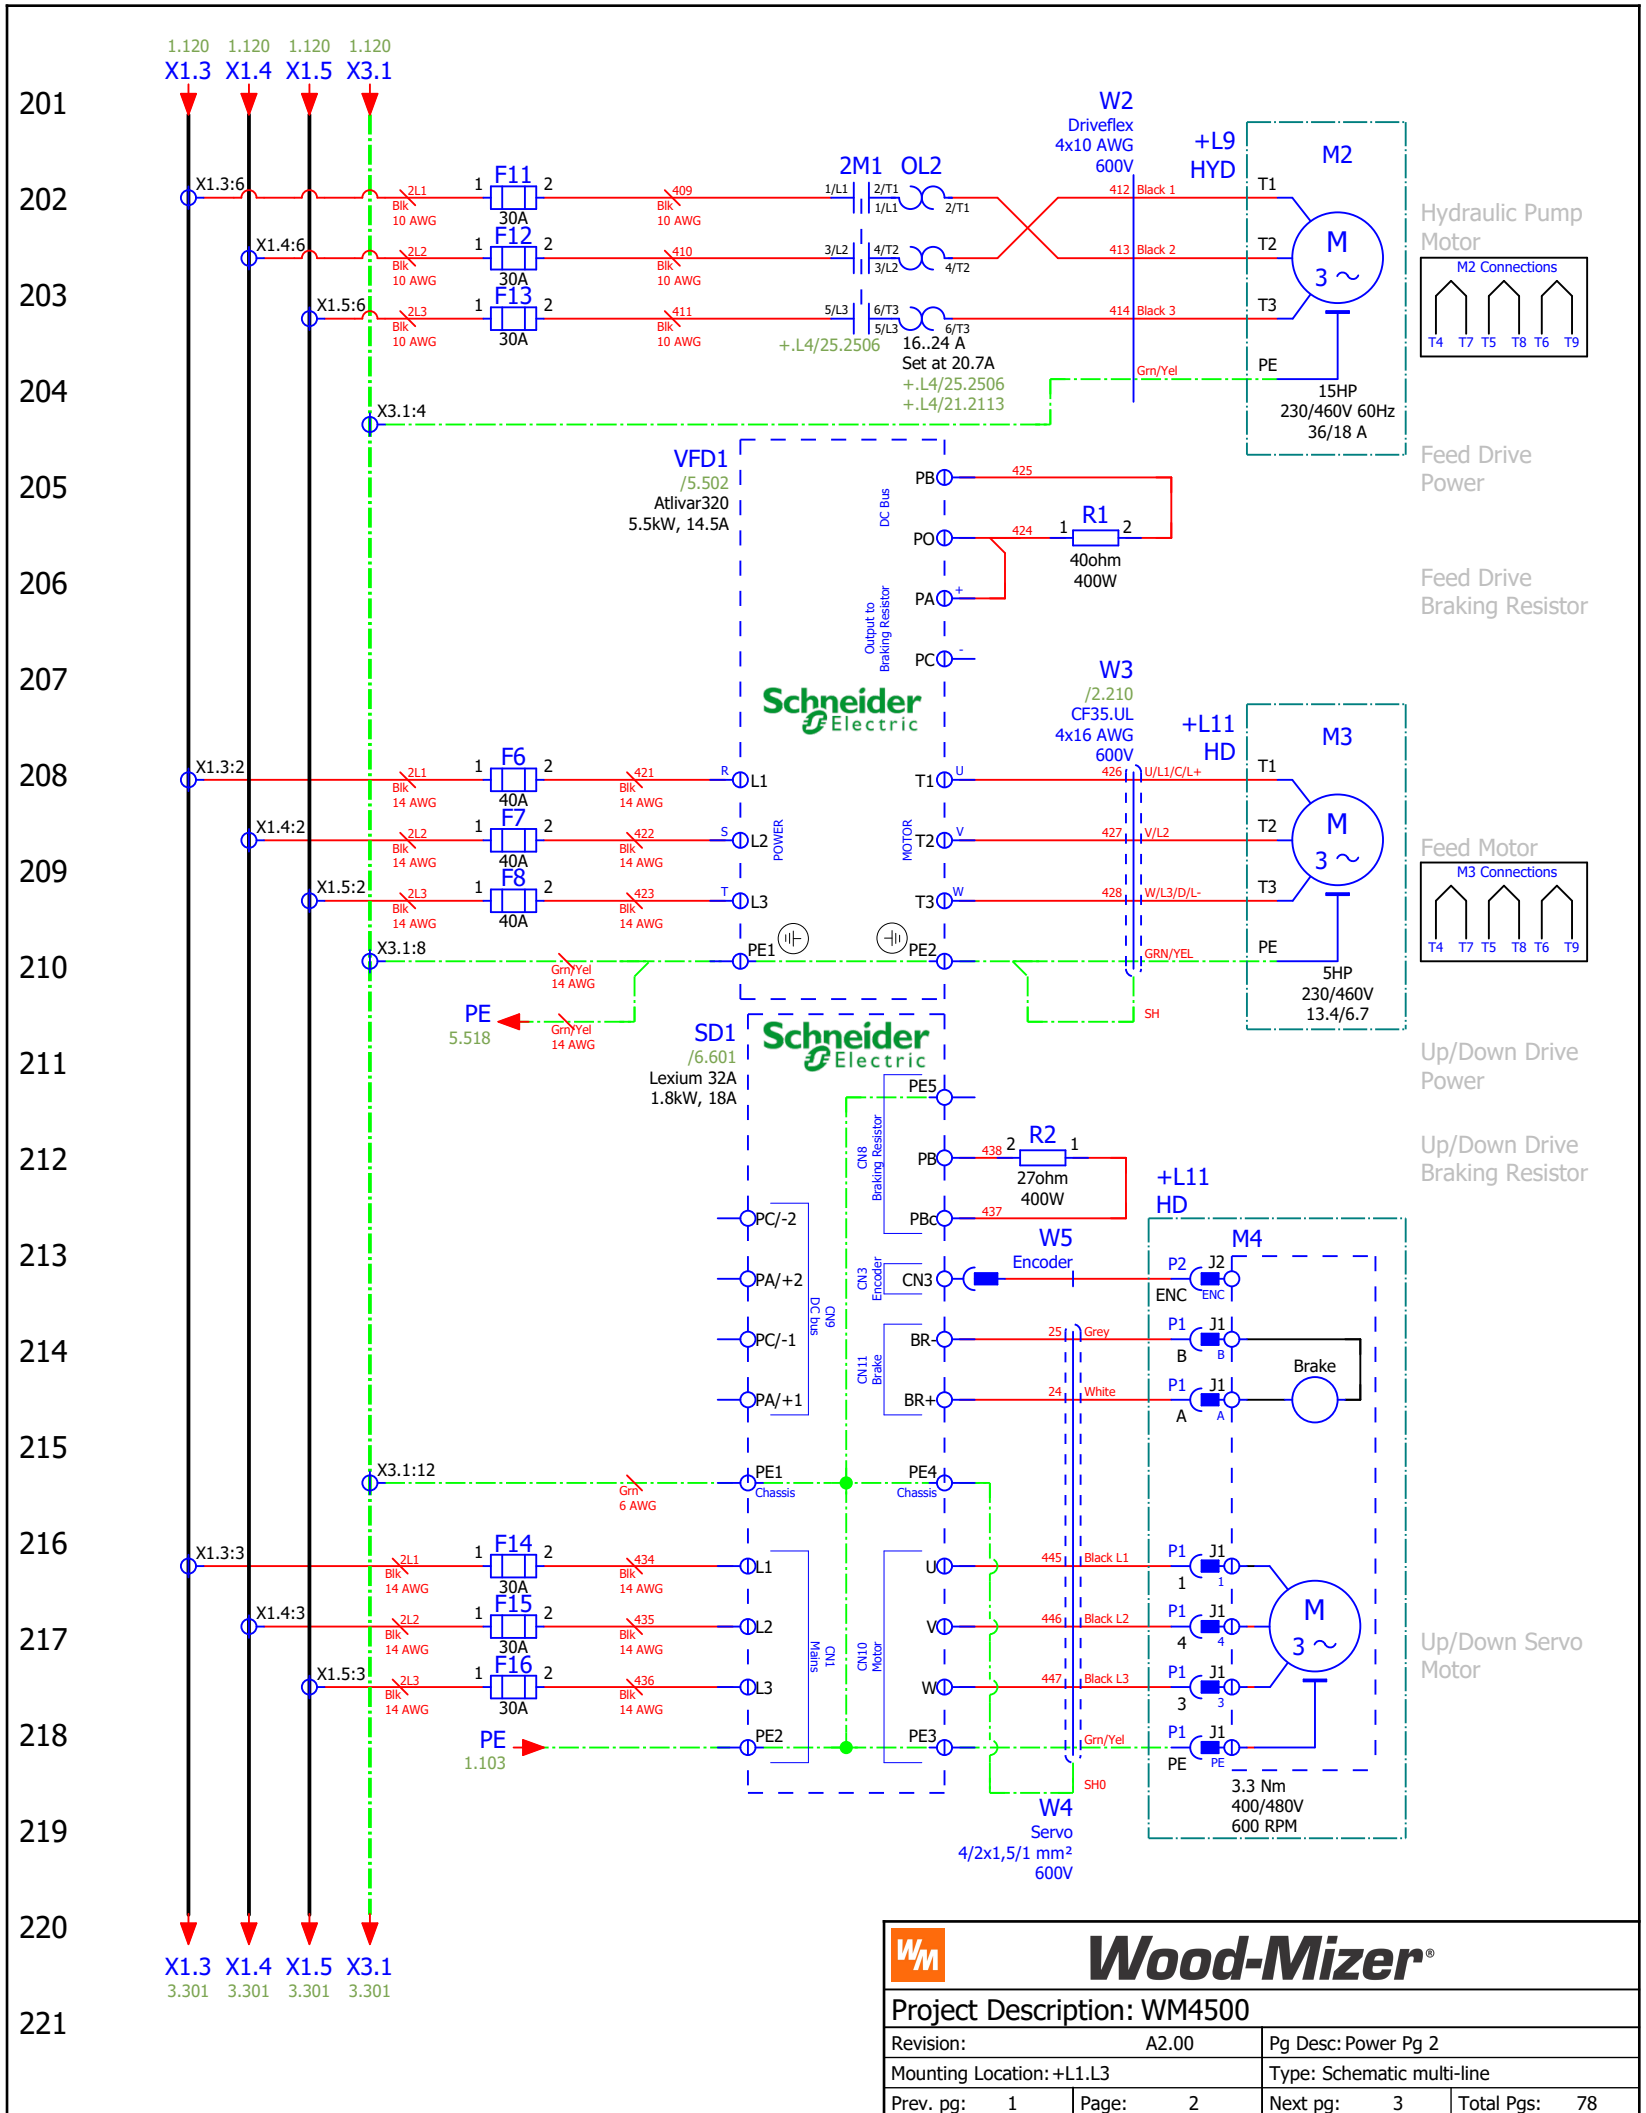 1.120 1.120 1.120 1.120
X1.3 X1.4 X1.5 X3.1
201
W2
Driveflex
4x10 AWG
600V
+L9
HYD
M2
202
X1.3:6
2L1
Blk
10 AWG
1 F11 2
30A
409
Blk
10 AWG
2M1 OL2
1/L1 2/T1
1/L1 2/T1
412 Black 1
T1
Hydraulic Pump
Motor
X1.4:6
2L2
Blk
10 AWG
1 F12 2
30A
410
Blk
10 AWG
3/L2 4/T2
3/L2 4/T2
413 Black 2
T2
M
3 ~
M2 Connections
T4 T7 T5 T8 T6 T9
203
X1.5:6
2L3
Blk
10 AWG
1 F13 2
30A
411
Blk
10 AWG
5/L3 6/T3
5/L3 6/T3
+.L4/25.2506
16..24 A
Set at 20.7A
+.L4/25.2506
+.L4/21.2113
414 Black 3
T3
204
X3.1:4
Grn/Yel
PE
15HP
230/460V 60Hz
36/18 A
205
VFD1
/5.502
Atlivar320
5.5kW, 14.5A
DC Bus
PB
425
PO
424
1 R1 2
40ohm
400W
Feed Drive
Power
206
Output to
Braking Resistor
PA
+
PC
-
Feed Drive
Braking Resistor
207
Schneider
Electric
W3
/2.210
CF35.UL
4x16 AWG
600V
+L11
HD
M3
208
X1.3:2
2L1
Blk
14 AWG
1 F6 2
40A
421
Blk
14 AWG
R
L1
T1
U
426 U/L1/C/L+
T1
X1.4:2
2L2
Blk
14 AWG
1 F7 2
40A
422
Blk
14 AWG
S
L2
POWER
MOTOR
T2
V
427 V/L2
T2
M
3 ~
Feed Motor
M3 Connections
T4 T7 T5 T8 T6 T9
209
X1.5:2
2L3
Blk
14 AWG
1 F8 2
40A
423
Blk
14 AWG
T
L3
T3
W
428 W/L3/D/L-
T3
210
X3.1:8
Grn/Yel
14 AWG
PE1
PE2
GRN/YEL
PE
5HP
230/460V
13.4/6.7
PE
5.518
Grn/Yel
14 AWG
SH
211
SD1
/6.601
Lexium 32A
1.8kW, 18A
Schneider
Electric
PE5
Up/Down Drive
Power
212
CN8
Braking Resistor
PB
438
2 R2 1
27ohm
400W
PBc
437
Up/Down Drive
Braking Resistor
+L11
HD
213
PC/-2
PA/+2
CN9
DC bus
CN3
Encoder
CN3
W5
Encoder
P2 J2
ENC ENC
M4
214
PC/-1
CN11
Brake
BR-
25 Grey
P1 J1
B B
Brake
PA/+1
BR+
24 White
P1 J1
A A
215
X3.1:12
Grn
6 AWG
PE1
Chassis
PE4
Chassis
216
X1.3:3
2L1
Blk
14 AWG
1 F14 2
30A
434
Blk
14 AWG
L1
U
445 Black L1
P1 J1
1 1
217
X1.4:3
2L2
Blk
14 AWG
1 F15 2
30A
435
Blk
14 AWG
L2
CN1
Mains
CN10
Motor
V
446 Black L2
P1 J1
4 4
M
3 ~
Up/Down Servo
Motor
X1.5:3
2L3
Blk
14 AWG
1 F16 2
30A
436
Blk
14 AWG
L3
W
447 Black L3
P1 J1
3 3
218
PE
1.103
PE2
PE3
Grn/Yel
P1 J1
PE PE
SH0
3.3 Nm
400/480V
600 RPM
219
W4
Servo
4/2x1,5/1 mm²
600V
220
X1.3 X1.4 X1.5 X3.1
3.301 3.301 3.301 3.301
221
WM Wood-Mizer®
Project Description: WM4500
Revision: A2.00 Pg Desc: Power Pg 2
Mounting Location: +L1.L3 Type: Schematic multi-line
Prev. pg: 1 Page: 2 Next pg: 3 Total Pgs: 78